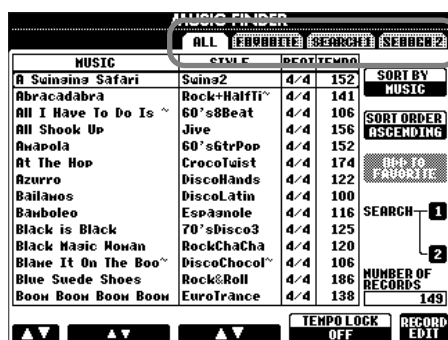 MUSIC FINDER
ALL FAVORITE SEARCH 1 SEARCH 2
MUSIC STYLE BEAT TEMPO
A Swinging Safari Swing2 4/4 152
Abracadabra Rock+HalfTi~ 4/4 141
All I Have To Do Is ~ 60's8Beat 4/4 106
All Shook Up Jive 4/4 156
Amapola 60'sGtrPop 4/4 152
At The Hop CrocoTwist 4/4 174
Azurro DiscoHands 4/4 122
Bailamos DiscoLatin 4/4 100
Bamboleo Espagnole 4/4 116
Black is Black 70'sDisco3 4/4 125
Black Magic Woman RockChaCha 4/4 120
Blame It On The Boo~ DiscoChocol~ 4/4 106
Blue Suede Shoes Rock&Roll 4/4 186
Boom Boom Boom Boom EuroTrance 4/4 138
SORT BY
MUSIC
SORT ORDER
ASCENDING
ADD TO
FAVORITE
SEARCH 1
2
NUMBER OF
RECORDS
149
TEMPO LOCK
OFF
RECORD
EDIT